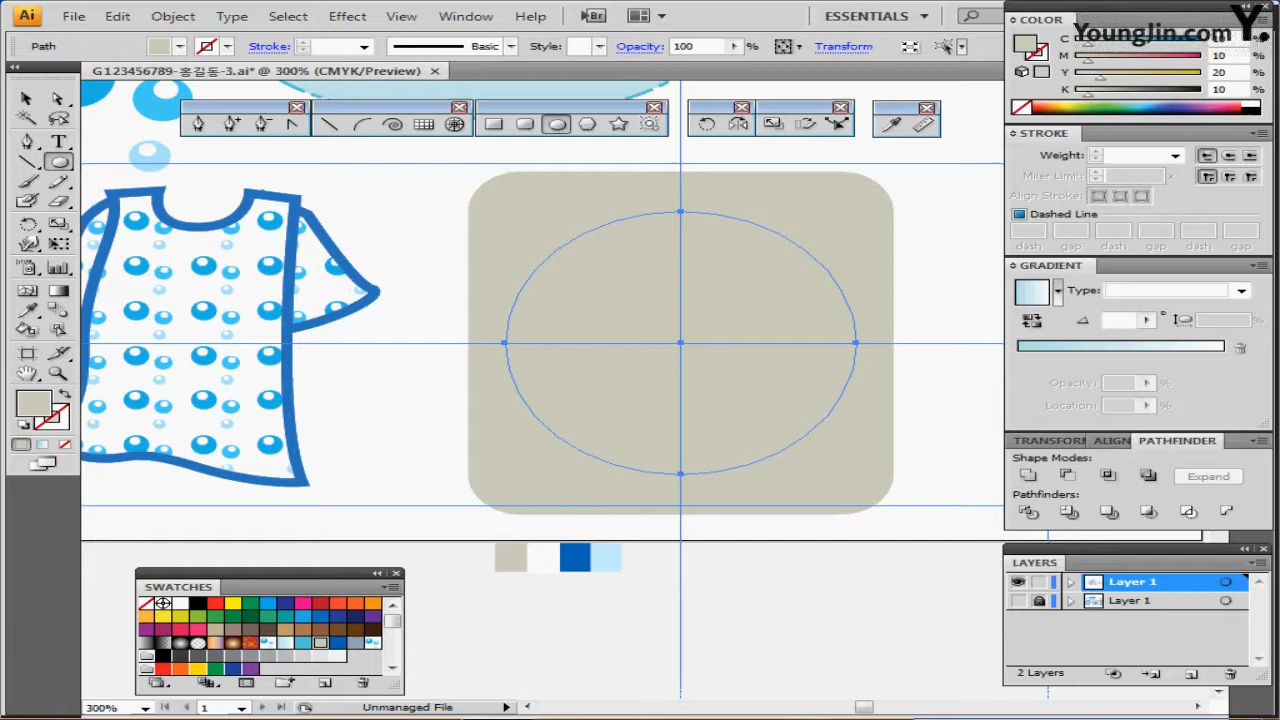 Ai File Edit Object Type Select Effect View Window Help Br ESSENTIALS
Path Stroke: Basic Style: Opacity: 100 % Transform
G123456789-홍길동-3.ai* @ 300% (CMYK/Preview)
COLOR
Younglin.com Y.
C %
M 10 %
Y 20 %
K 10 %
STROKE
Weight:
Miter Limit: x
Align Stroke:
Dashed Line
dash gap dash gap dash gap
GRADIENT
Type:
° %
Opacity: %
Location: %
TRANSFORM ALIGN PATHFINDER
Shape Modes:
Expand
Pathfinders:
LAYERS
Layer 1
Layer 1
2 Layers
SWATCHES
300% 1 Unmanaged File